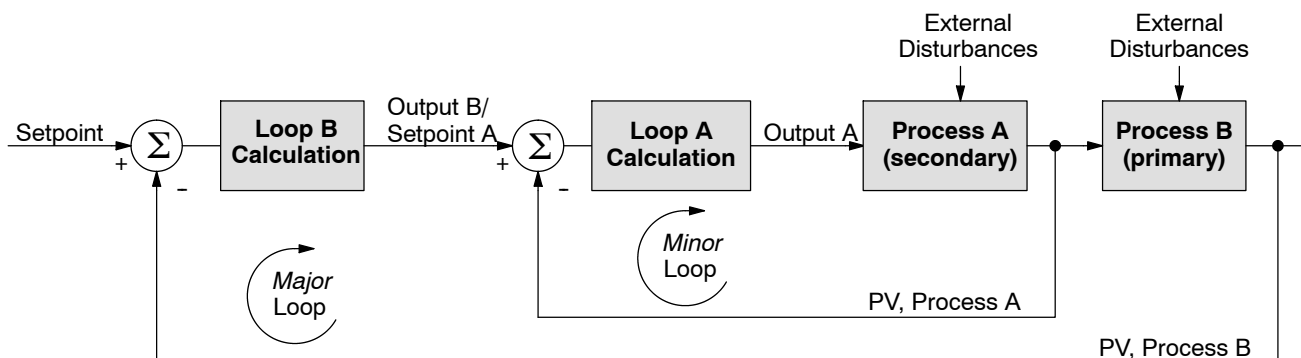 External
Disturbances
External
Disturbances
Setpoint
+
Σ
-
Loop B
Calculation
Output B/
Setpoint A
+
Σ
-
Loop A
Calculation
Output A
Process A
(secondary)
Process B
(primary)
Major
Loop
Minor
Loop
PV, Process A
PV, Process B